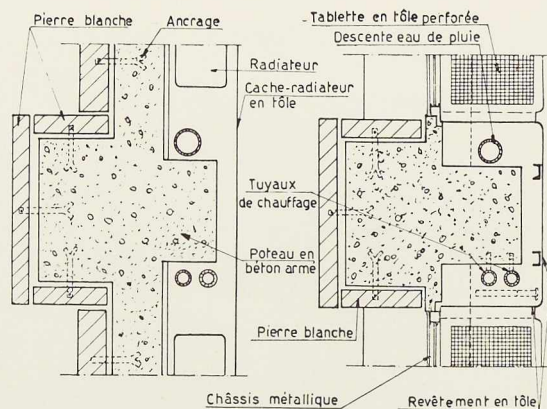 Pierre blanche
Ancrage
Radiateur
Cache-radiateur
en tôle
Tuyaux
de chauffage
Poteau en
béton armé
Tablette en tôle perforée
Descente eau de pluie
Pierre blanche
Châssis métallique
Revêtement en tôle